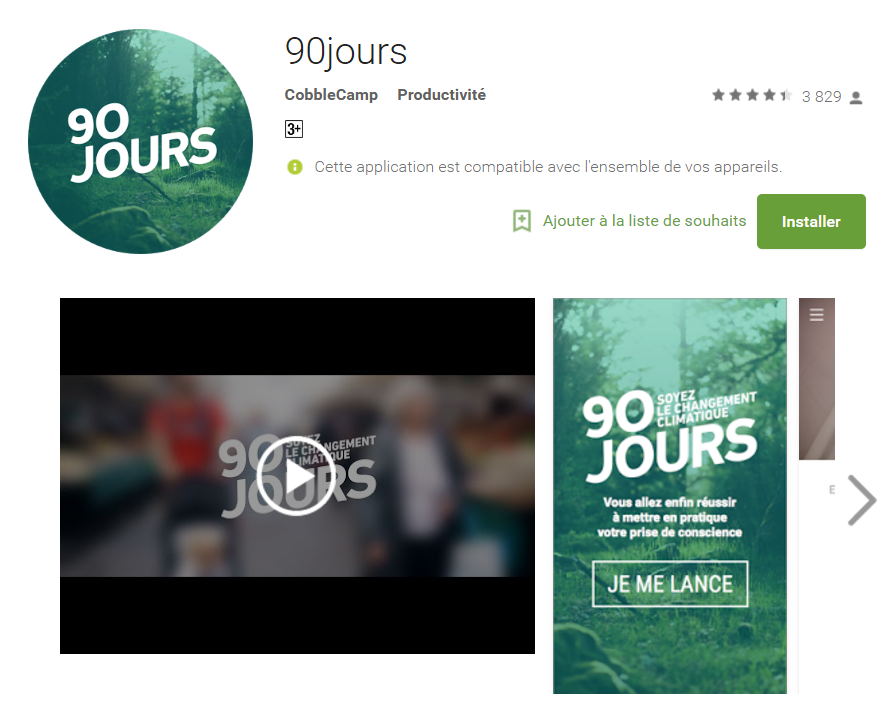 90
JOURS
90jours
CobbleCamp Productivité
3 829
3+
Cette application est compatible avec l'ensemble de vos appareils.
Ajouter à la liste de souhaits
Installer
90 SOYEZ
LE CHANGEMENT
CLIMATIQUE
JOURS
90 SOYEZ
LE CHANGEMENT
CLIMATIQUE
JOURS
Vous allez enfin réussir
à mettre en pratique
votre prise de conscience
JE ME LANCE
E